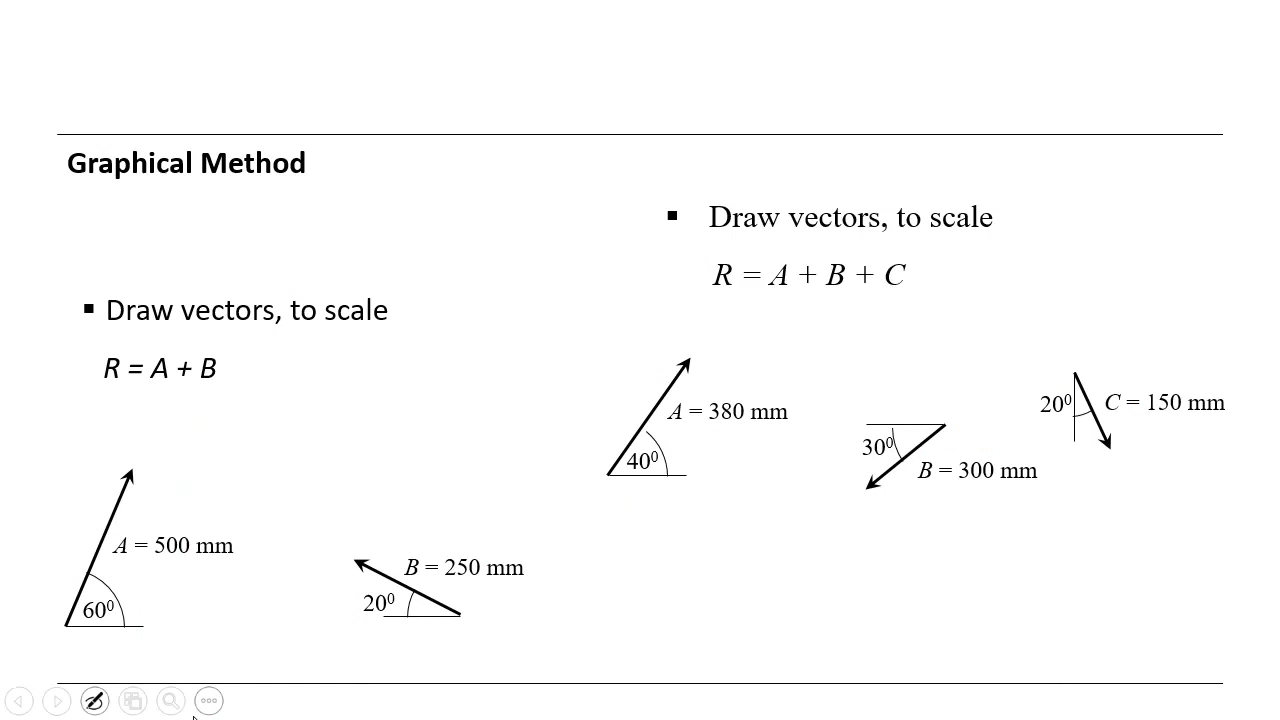 Graphical Method
▪ Draw vectors, to scale
R = A + B
A = 500 mm
60⁰
B = 250 mm
20⁰
▪ Draw vectors, to scale
R = A + B + C
A = 380 mm
40⁰
30⁰
B = 300 mm
20⁰
C = 150 mm